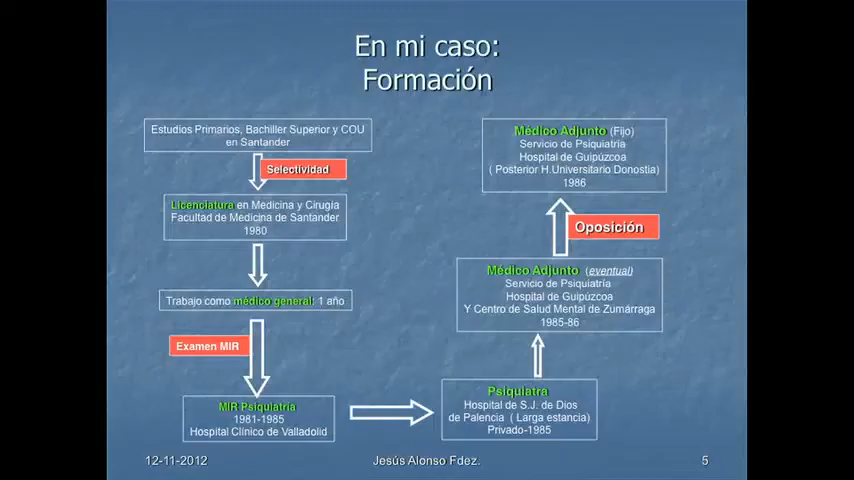 En mi caso:
Formación
Estudios Primarios, Bachiller Superior y COU
en Santander
Selectividad
Licenciatura en Medicina y Cirugía
Facultad de Medicina de Santander
1980
Trabajo como médico general: 1 año
Examen MIR
MIR Psiquiatría
1981-1985
Hospital Clínico de Valladolid
Psiquiatra
Hospital de S.J. de Dios
de Palencia ( Larga estancia)
Privado-1985
Médico Adjunto (eventual)
Servicio de Psiquiatría
Hospital de Guipúzcoa
Y Centro de Salud Mental de Zumárraga
1985-86
Oposición
Médico Adjunto (Fijo)
Servicio de Psiquiatría
Hospital de Guipúzcoa
( Posterior H.Universitario Donostia)
1986
12-11-2012
Jesús Alonso Fdez.
5